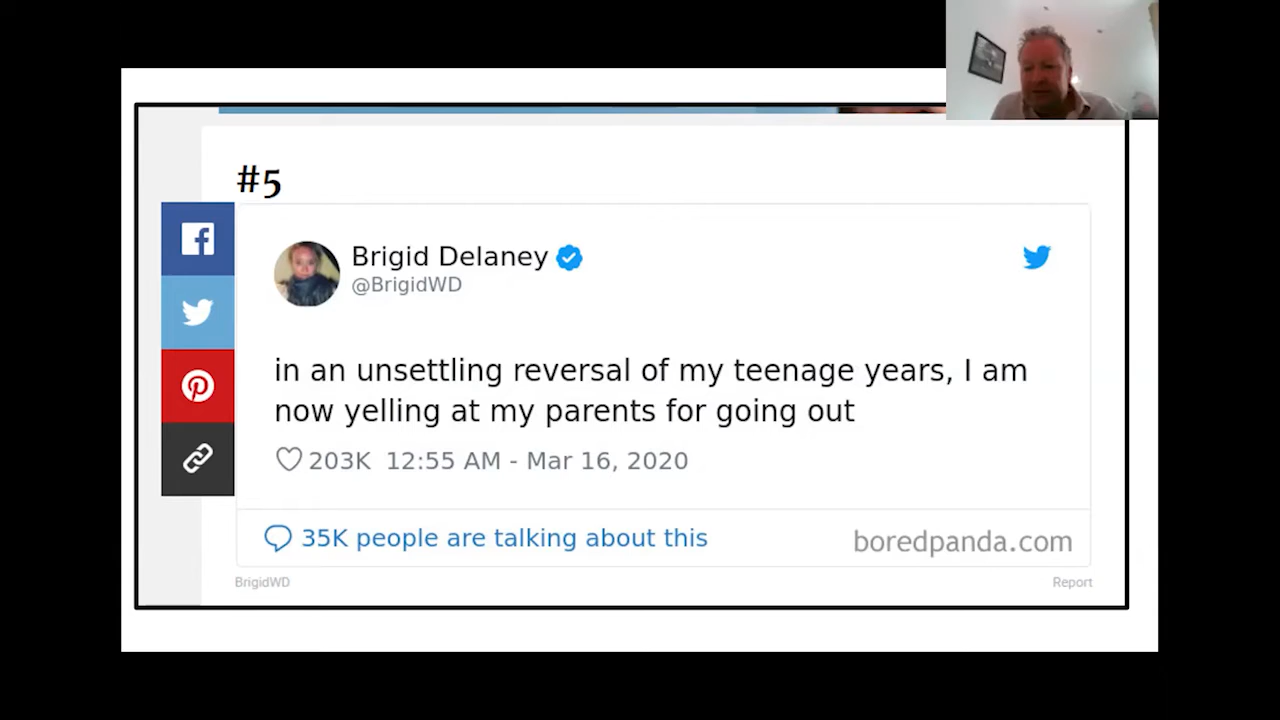 #5
Brigid Delaney
@BrigidWD
in an unsettling reversal of my teenage years, I am
now yelling at my parents for going out
203K 12:55 AM - Mar 16, 2020
35K people are talking about this
boredpanda.com
BrigidWD
Report